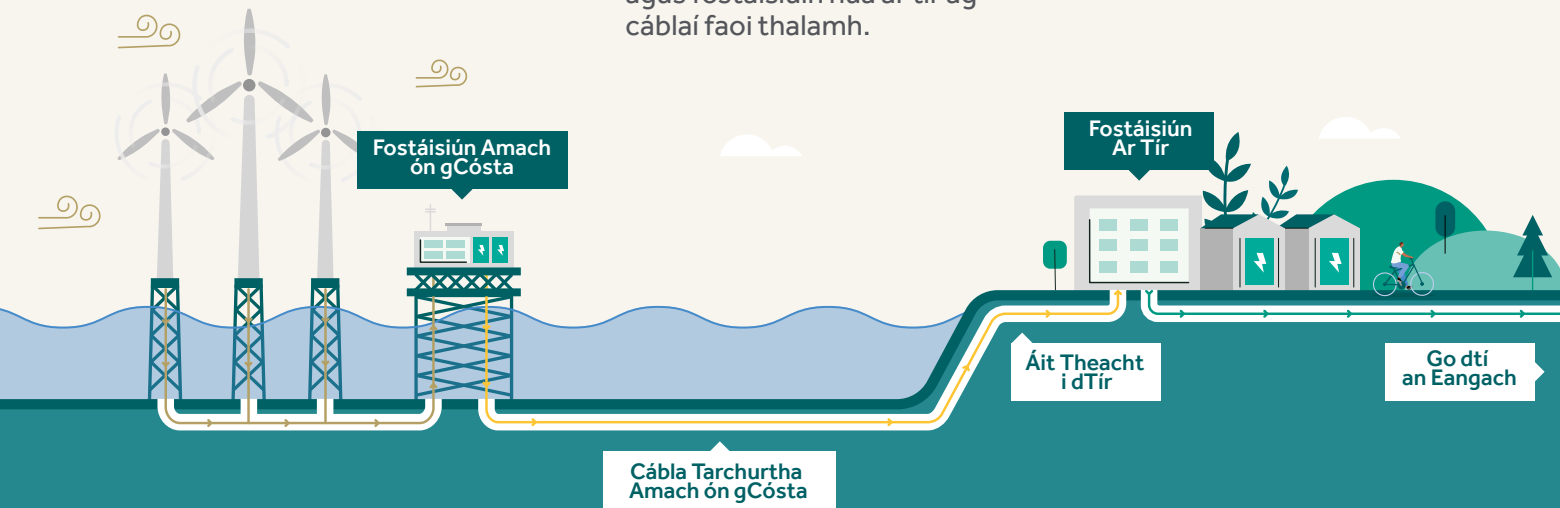 cáblaí faoi thalamh.
Fostáisiún Amach
ón gCósta
Fostáisiún
Ar Tír
Áit Theacht
i dTír
Go dtí
an Eangach
Cábla Tarchurtha
Amach ón gCósta